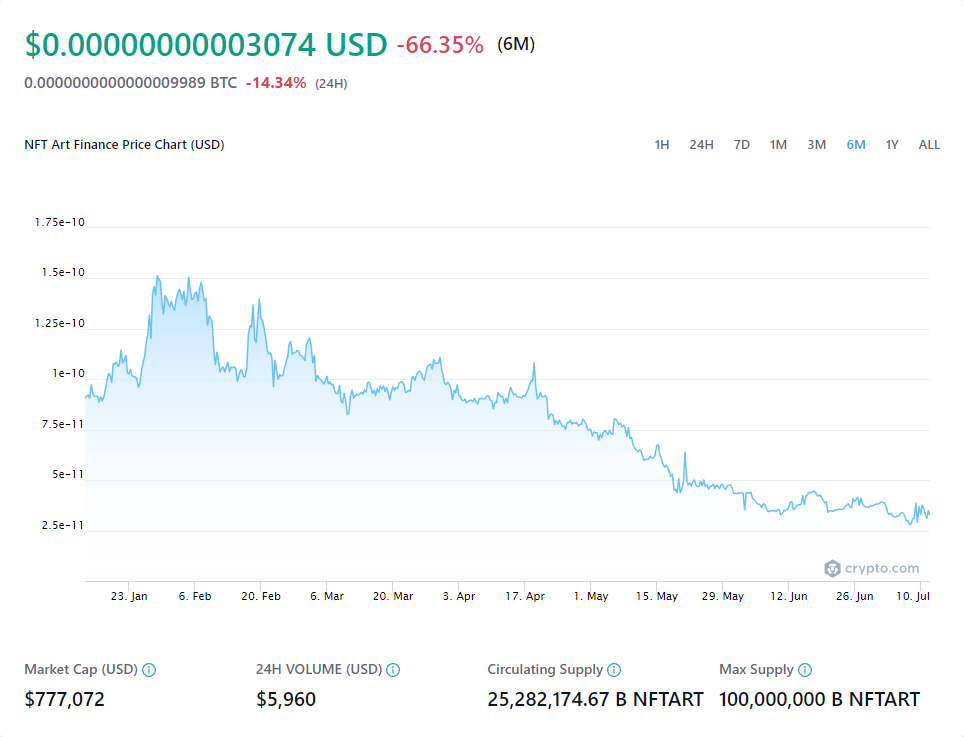 $0.00000000003074 USD -66.35% (6M)
0.0000000000000009989 BTC -14.34% (24H)
NFT Art Finance Price Chart (USD) 1H 24H 7D 1M 3M 6M 1Y ALL
1.75e-10
1.5e-10
1.25e-10
1e-10
7.5e-11
5e-11
2.5e-11
crypto.com
23. Jan 6. Feb 20. Feb 6. Mar 20. Mar 3. Apr 17. Apr 1. May 15. May 29. May 12. Jun 26. Jun 10. Jul
Market Cap (USD) 24H VOLUME (USD) Circulating Supply Max Supply
$777,072 $5,960 25,282,174.67 B NFTART 100,000,000 B NFTART